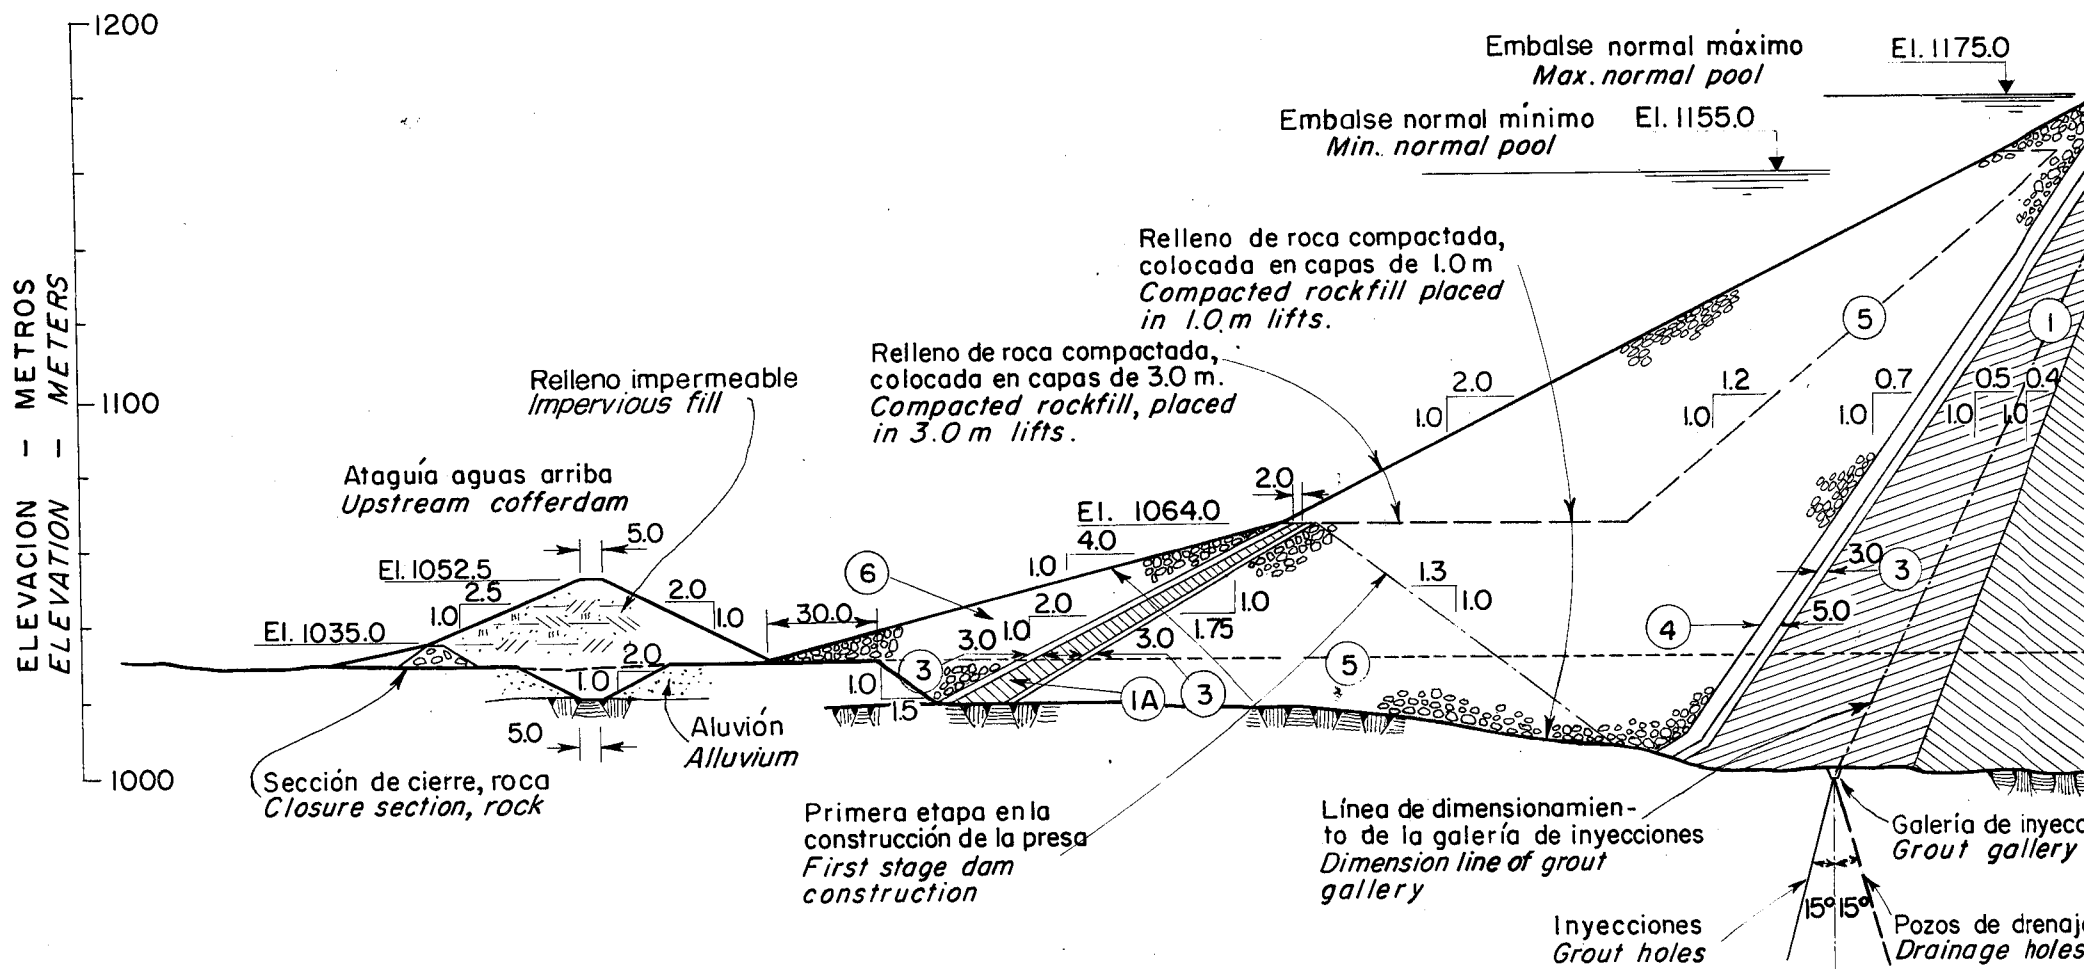 1200
Embalse normal máximo
Max. normal pool
El. 1175.0
Embalse normal mínimo
Min. normal pool
El. 1155.0
Relleno de roca compactada,
colocada en capas de 1.0 m
Compacted rockfill placed
in 1.0 m lifts.
Relleno de roca compactada,
colocada en capas de 3.0 m.
Compacted rockfill, placed
in 3.0 m lifts.
ELEVACION - METROS
ELEVATION - METERS
1100
1000
Relleno impermeable
Impervious fill
Ataguía aguas arriba
Upstream cofferdam
5.0
El. 1052.5
2.5
1.0
2.0
1.0
El. 1035.0
2.0
1.0
5.0
Aluvión
Alluvium
Sección de cierre, roca
Closure section, rock
30.0
6
El. 1064.0
4.0
1.0
2.0
2.0
1.0
3.0
3
1.0
1.5
1.0
1.75
3.0
1A
3
5
1.3
1.0
2.0
1.0
5
1.2
1.0
0.7
1.0
0.5
1.0
0.4
1.0
1
3.0
3
4
5.0
Primera etapa en la
construcción de la presa
First stage dam
construction
Línea de dimensionamien-
to de la galería de inyecciones
Dimension line of grout
gallery
Galería de inyecc
Grout gallery
15°
15°
Inyecciones
Grout holes
Pozos de drenaje
Drainage holes